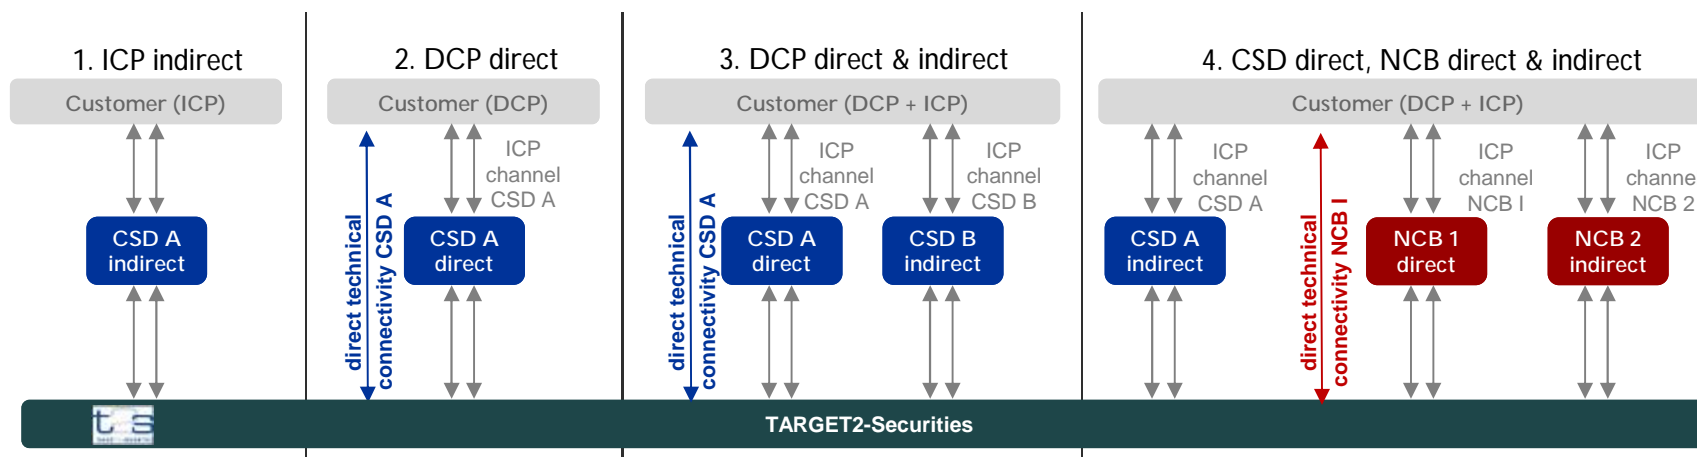 1. ICP indirect
Customer (ICP)
CSD A
indirect
2. DCP direct
Customer (DCP)
direct technical
connectivity CSD A
ICP
channel
CSD A
CSD A
direct
3. DCP direct & indirect
Customer (DCP + ICP)
direct technical
connectivity CSD A
ICP
channel
CSD A
CSD A
direct
ICP
channel
CSD B
CSD B
indirect
4. CSD direct, NCB direct & indirect
Customer (DCP + ICP)
ICP
channel
CSD A
CSD A
indirect
direct technical
connectivity NCB I
ICP
channel
NCB I
NCB 1
direct
ICP
channe
NCB 2
NCB 2
indirect
t2s
TARGET2-Securities